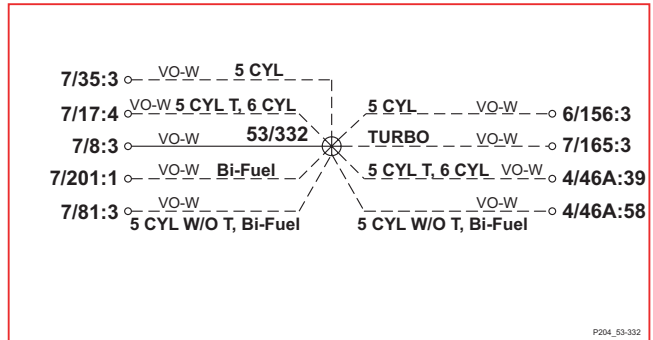 7/35:3 VO-W 5 CYL
7/17:4 VO-W 5 CYL T, 6 CYL 5 CYL VO-W 6/156:3
7/8:3 VO-W 53/332 TURBO VO-W 7/165:3
7/201:1 VO-W Bi-Fuel 5 CYL T, 6 CYL VO-W 4/46A:39
7/81:3 VO-W VO-W 4/46A:58
5 CYL W/O T, Bi-Fuel 5 CYL W/O T, Bi-Fuel
P204_53-332